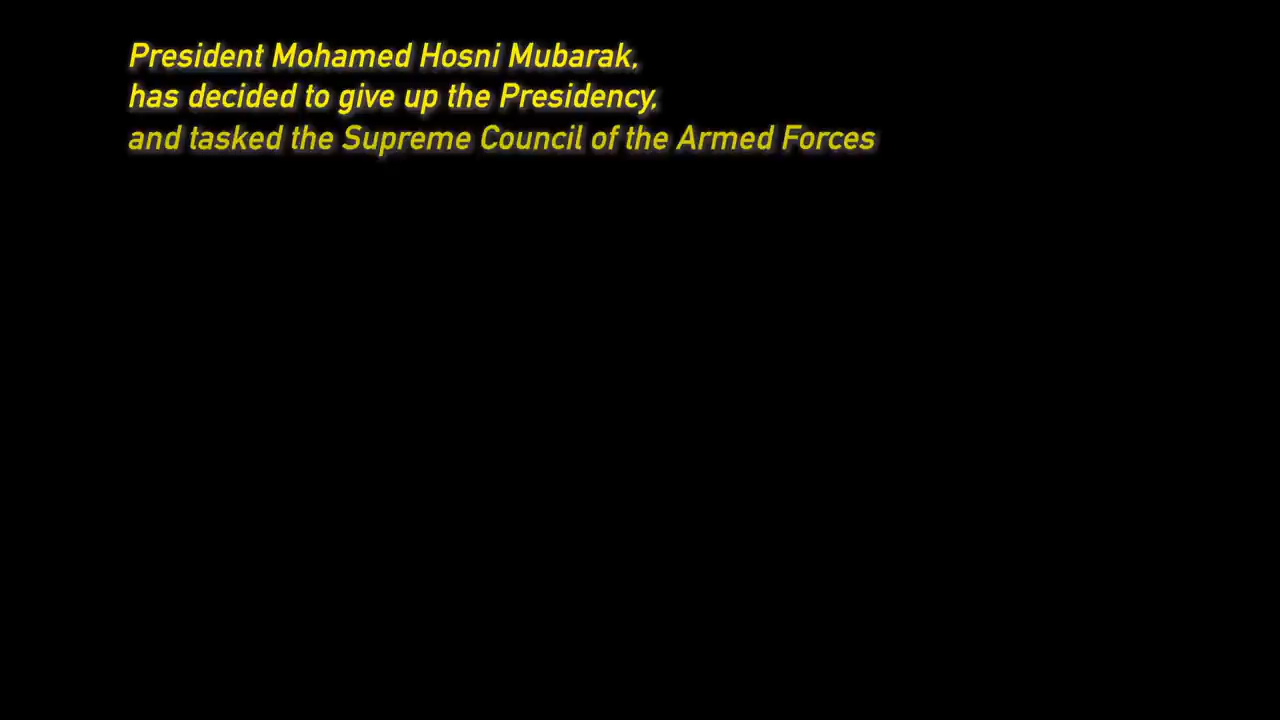 President Mohamed Hosni Mubarak,
has decided to give up the Presidency,
and tasked the Supreme Council of the Armed Forces